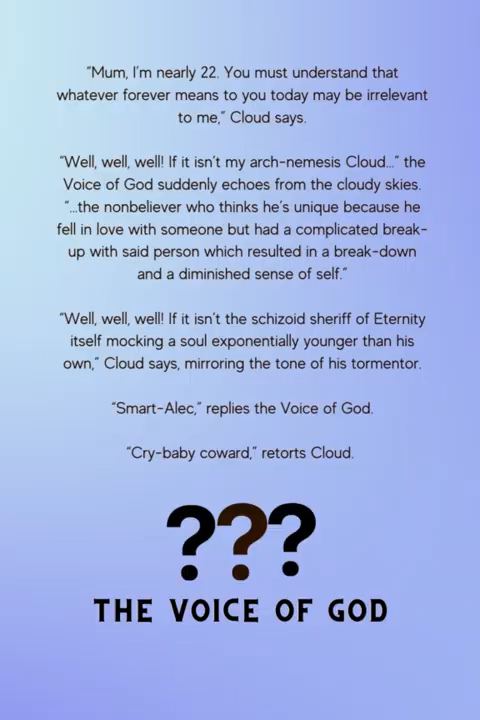 “Mum, I’m nearly 22. You must understand that
whatever forever means to you today may be irrelevant
to me,” Cloud says.
“Well, well, well! If it isn’t my arch-nemesis Cloud...” the
Voice of God suddenly echoes from the cloudy skies.
“...the nonbeliever who thinks he’s unique because he
fell in love with someone but had a complicated break-
up with said person which resulted in a break-down
and a diminished sense of self.”
“Well, well, well! If it isn’t the schizoid sheriff of Eternity
itself mocking a soul exponentially younger than his
own,” Cloud says, mirroring the tone of his tormentor.
“Smart-Alec,” replies the Voice of God.
“Cry-baby coward,” retorts Cloud.
???
THE VOICE OF GOD